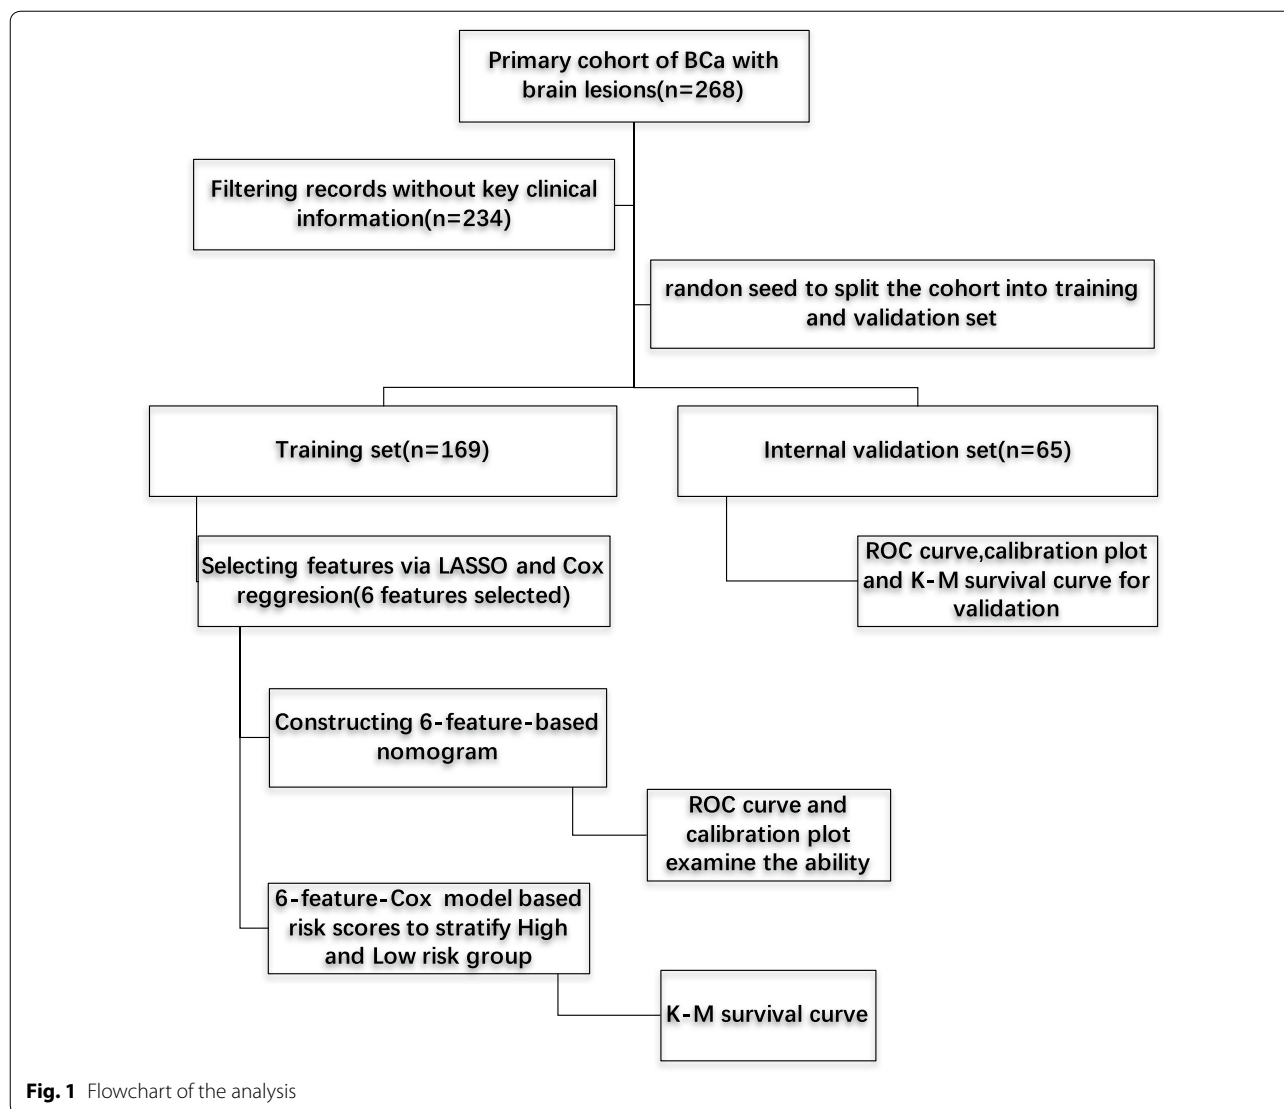 Primary cohort of BCa with
brain lesions(n=268)
Filtering records without key clinical
information(n=234)
randon seed to split the cohort into training
and validation set
Training set(n=169)
Internal validation set(n=65)
Selecting features via LASSO and Cox
reggresion(6 features selected)
ROC curve,calibration plot
and K-M survival curve for
validation
Constructing 6-feature-based
nomogram
ROC curve and
calibration plot
examine the ability
6-feature-Cox model based
risk scores to stratify High
and Low risk group
K-M survival curve
Fig. 1 Flowchart of the analysis